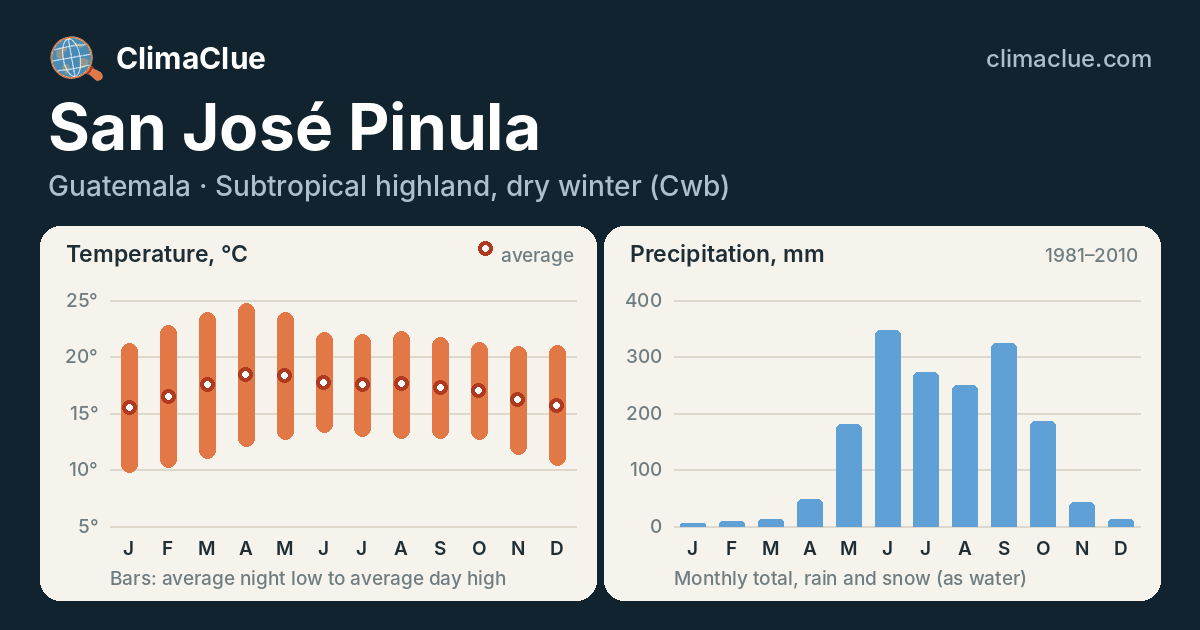 ClimaClue
climaclue.com
San José Pinula
Guatemala · Subtropical highland, dry winter (Cwb)
Temperature, °C
average
25°
20°
15°
10°
5°
J F M A M J J A S O N D
Bars: average night low to average day high
Precipitation, mm
1981–2010
400
300
200
100
0
J F M A M J J A S O N D
Monthly total, rain and snow (as water)